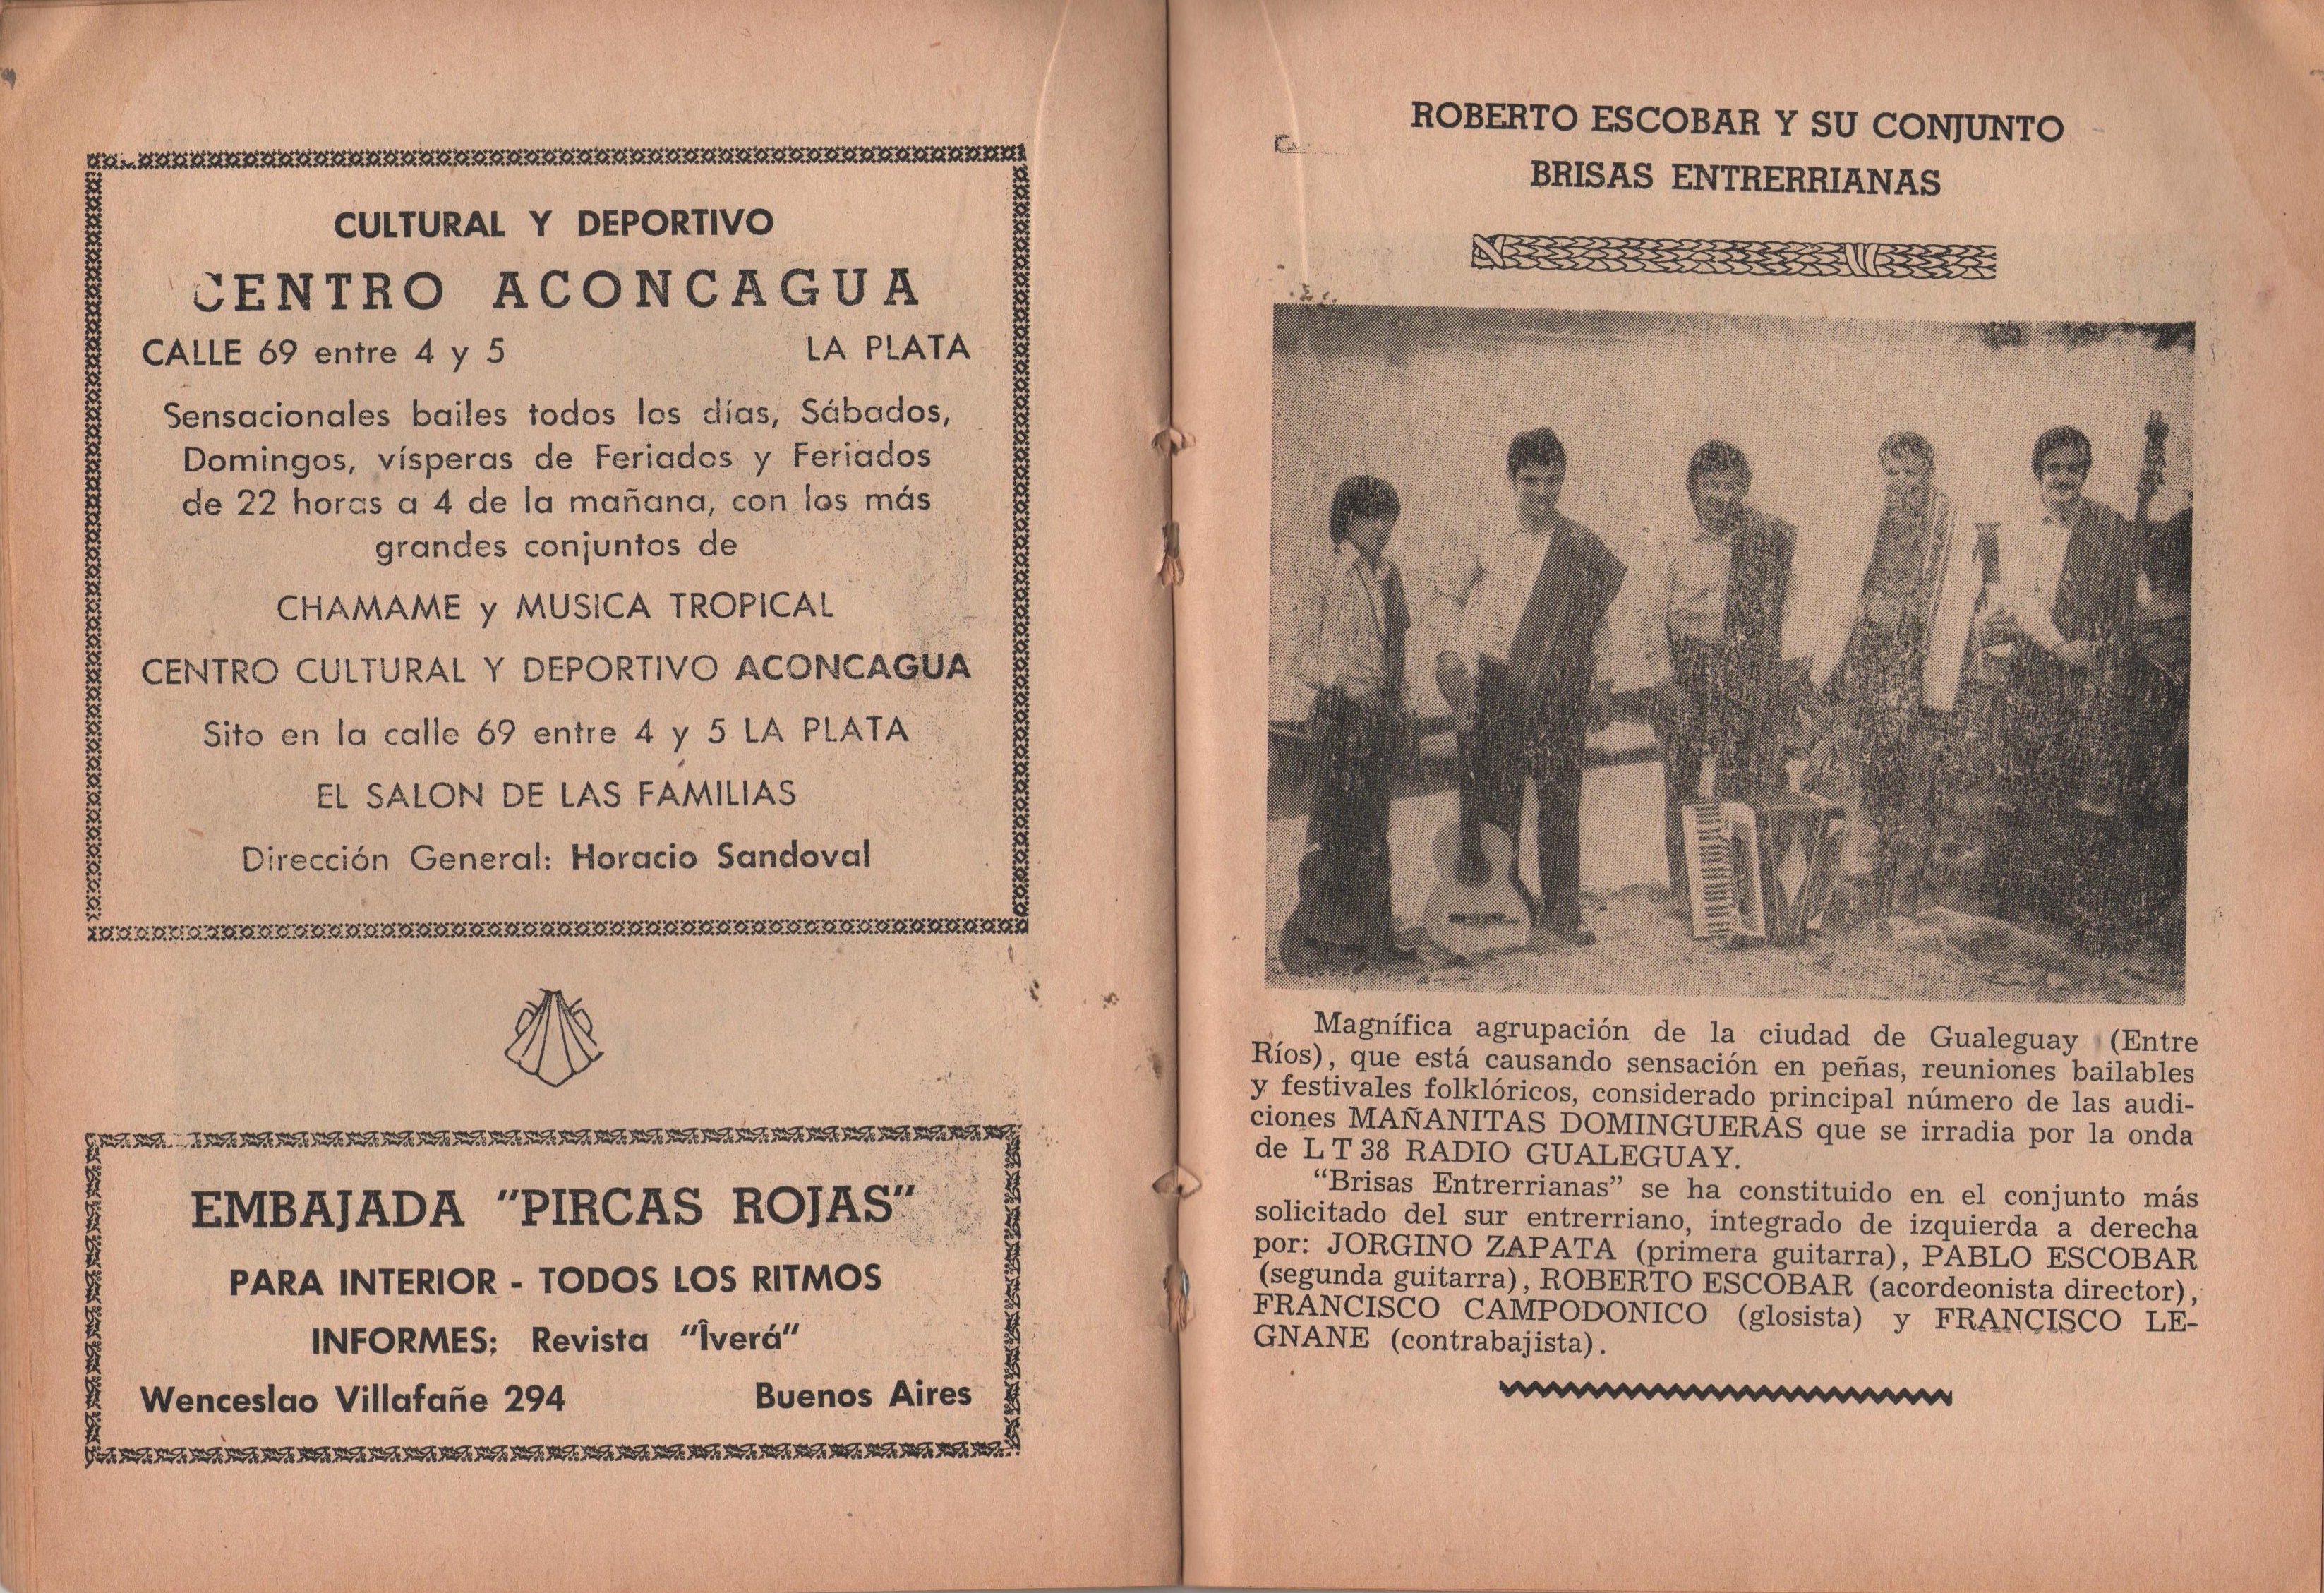 CULTURAL Y DEPORTIVO
CENTRO ACONCAGUA
CALLE 69 entre 4 y 5 LA PLATA
Sensacionales bailes todos los días, Sábados,
Domingos, vísperas de Feriados y Feriados
de 22 horas a 4 de la mañana, con los más
grandes conjuntos de
CHAMAME y MUSICA TROPICAL
CENTRO CULTURAL Y DEPORTIVO ACONCAGUA
Sito en la calle 69 entre 4 y 5 LA PLATA
EL SALON DE LAS FAMILIAS
Dirección General: Horacio Sandoval
EMBAJADA "PIRCAS ROJAS"
PARA INTERIOR - TODOS LOS RITMOS
INFORMES: Revista "Îverá"
Wenceslao Villafañe 294 Buenos Aires
ROBERTO ESCOBAR Y SU CONJUNTO
BRISAS ENTRERRIANAS
Magnífica agrupación de la ciudad de Gualeguay (Entre
Ríos), que está causando sensación en peñas, reuniones bailables
y festivales folklóricos, considerado principal número de las audi-
ciones MAÑANITAS DOMINGUERAS que se irradia por la onda
de L T 38 RADIO GUALEGUAY.
"Brisas Entrerrianas" se ha constituido en el conjunto más
solicitado del sur entrerriano, integrado de izquierda a derecha
por: JORGINO ZAPATA (primera guitarra), PABLO ESCOBAR
(segunda guitarra), ROBERTO ESCOBAR (acordeonista director),
FRANCISCO CAMPODONICO (glosista) y FRANCISCO LE-
GNANE (contrabajista).